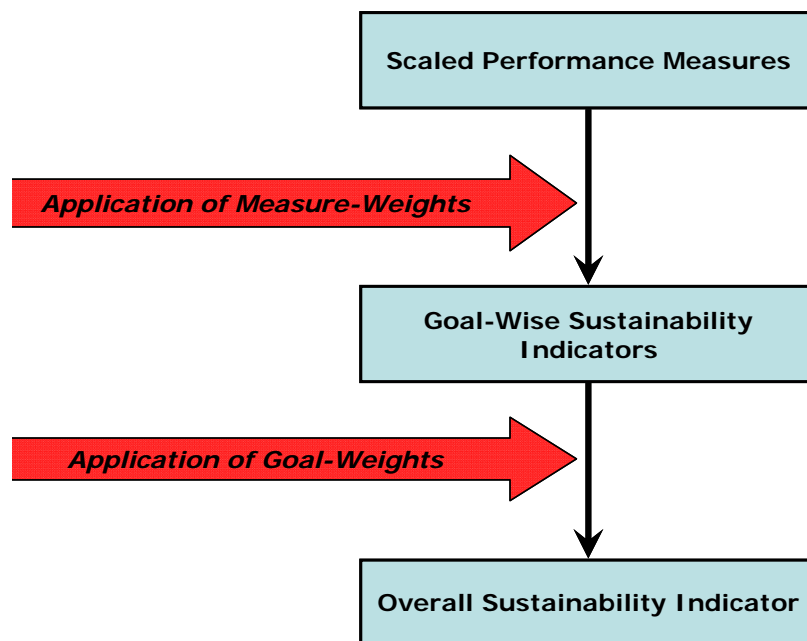 Scaled Performance Measures
Application of Measure-Weights
Goal-Wise Sustainability
Indicators
Application of Goal-Weights
Overall Sustainability Indicator